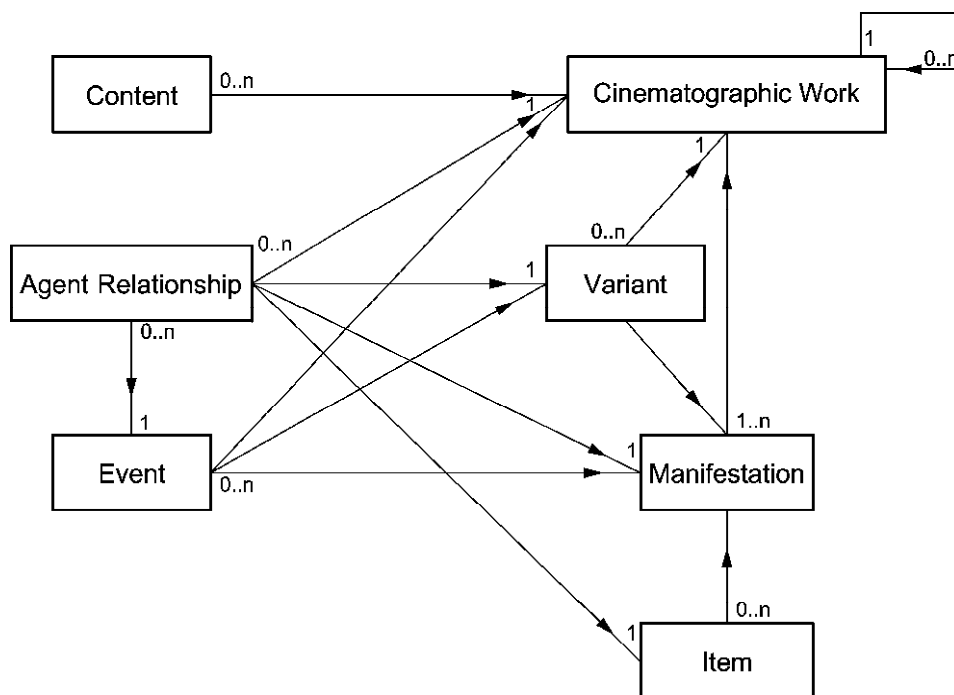 1
0..n
Content
0..n
Cinematographic Work
1
1
0..n
0..n
Agent Relationship
1
Variant
0..n
1
1
1..n
Event
0..n
Manifestation
1
0..n
Item